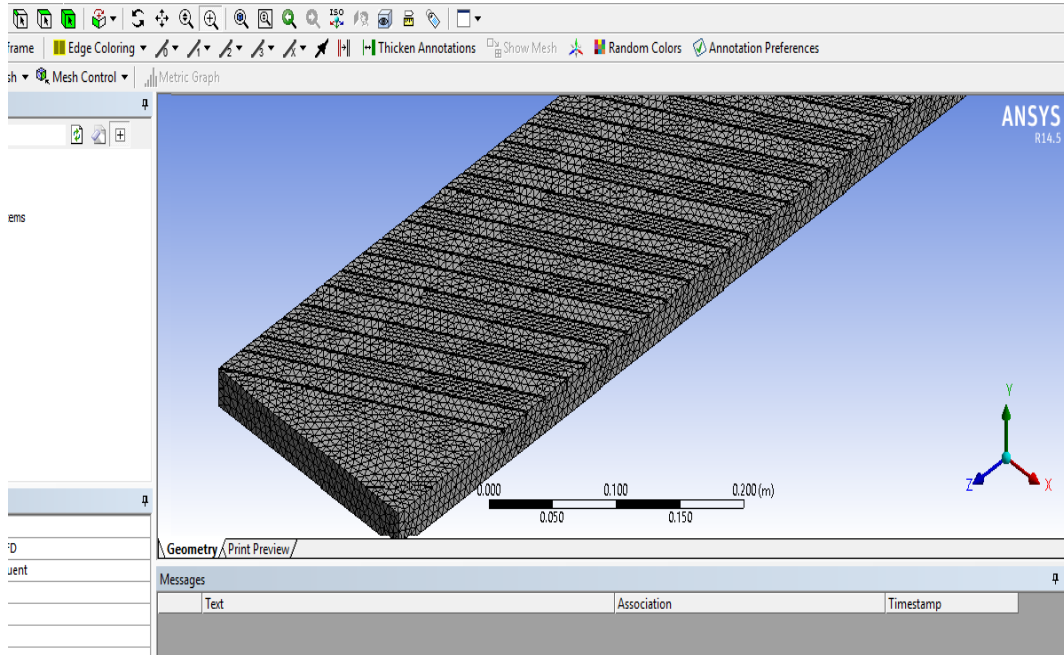 ISO
frame Edge Coloring Thicken Annotations Show Mesh Random Colors Annotation Preferences
sh Mesh Control Metric Graph
ANSYS
R14.5
ems
Y
Z X
0.000 0.100 0.200 (m)
0.050 0.150
Geometry Print Preview
FD
uent
Messages
Text Association Timestamp